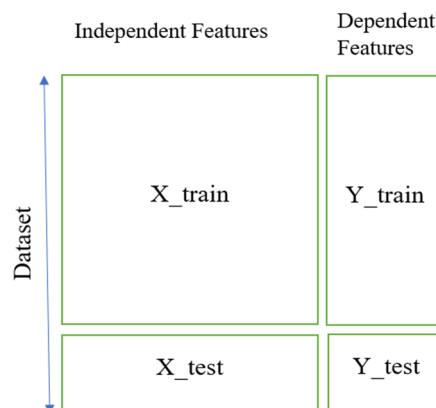 Independent Features
Dependent
Features
Dataset
X_train
Y_train
X_test
Y_test